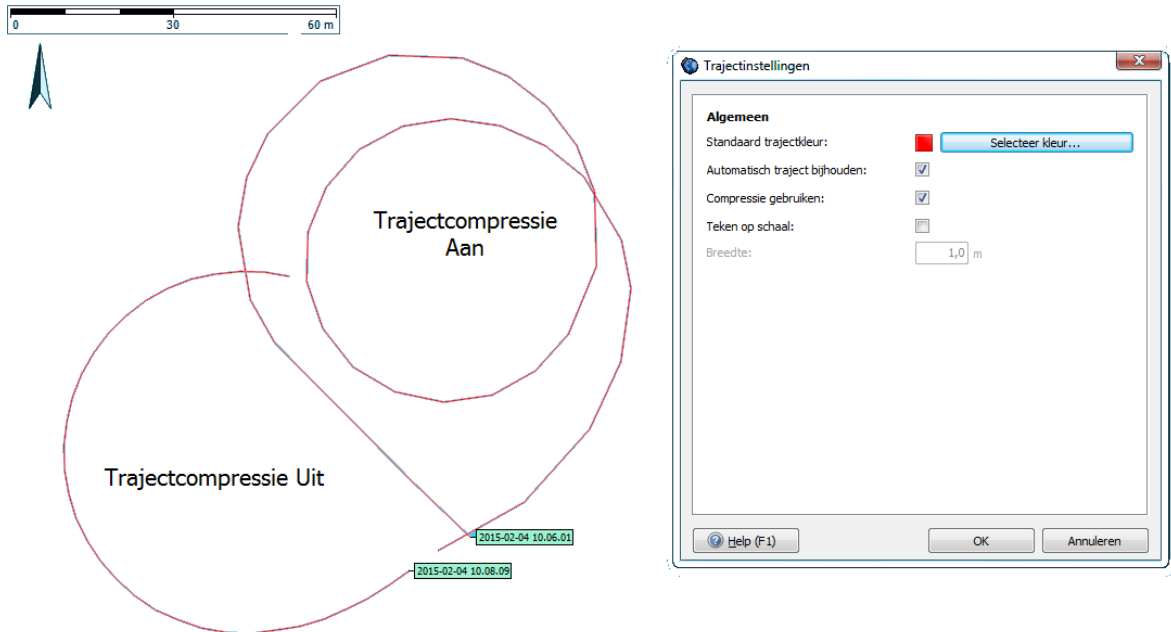 0 30 60 m
Trajectcompressie
Aan
Trajectcompressie Uit
2015-02-04 10.06.01
2015-02-04 10.08.09
Trajectinstellingen
Algemeen
Standaard trajectkleur:
Selecteer kleur...
Automatisch traject bijhouden:
Compressie gebruiken:
Teken op schaal:
Breedte: 1,0 m
Help (F1) OK Annuleren